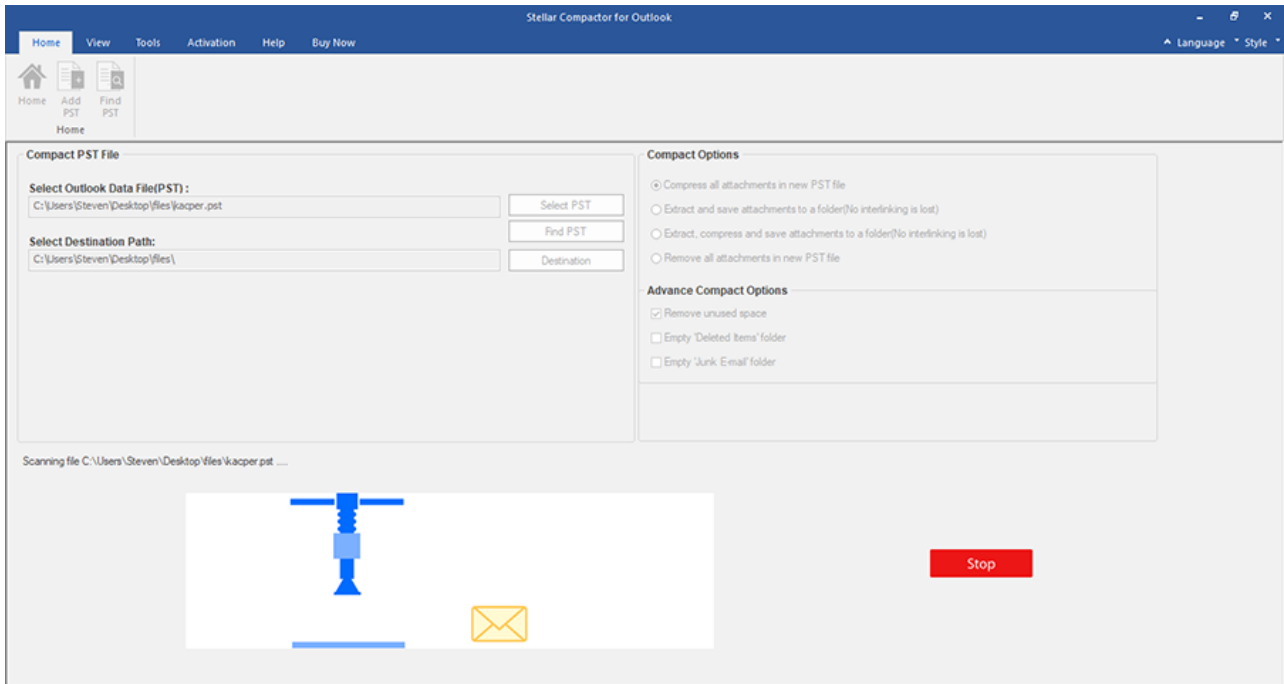 Stellar Compactor for Outlook
Home View Tools Activation Help Buy Now Language Style
Home Add PST Find PST
Home
Compact PST File
Select Outlook Data File(PST) :
C:\Users\Steven\Desktop\files\kacper.pst
Select PST
Find PST
Select Destination Path:
C:\Users\Steven\Desktop\files\
Destination
Compact Options
Compress all attachments in new PST file
Extract and save attachments to a folder(No interlinking is lost)
Extract, compress and save attachments to a folder(No interlinking is lost)
Remove all attachments in new PST file
Advance Compact Options
Remove unused space
Empty 'Deleted Items' folder
Empty 'Junk E-mail' folder
Scanning file C:\Users\Steven\Desktop\files\kacper.pst ....
Stop